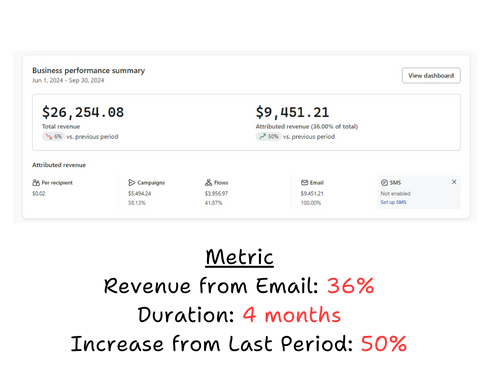 Business performance summary
Jun 1, 2024 - Sep 30, 2024
View dashboard
$26,254.08
Total revenue
6% vs. previous period
$9,451.21
Attributed revenue (36.00% of total)
50% vs. previous period
Attributed revenue
Per recipient
$0.02
Campaigns
$5,494.24
58.13%
Flows
$3,956.97
41.87%
Email
$9,451.21
100.00%
SMS
Not enabled
Set up SMS
Metric
Revenue from Email: 36%
Duration: 4 months
Increase from Last Period: 50%